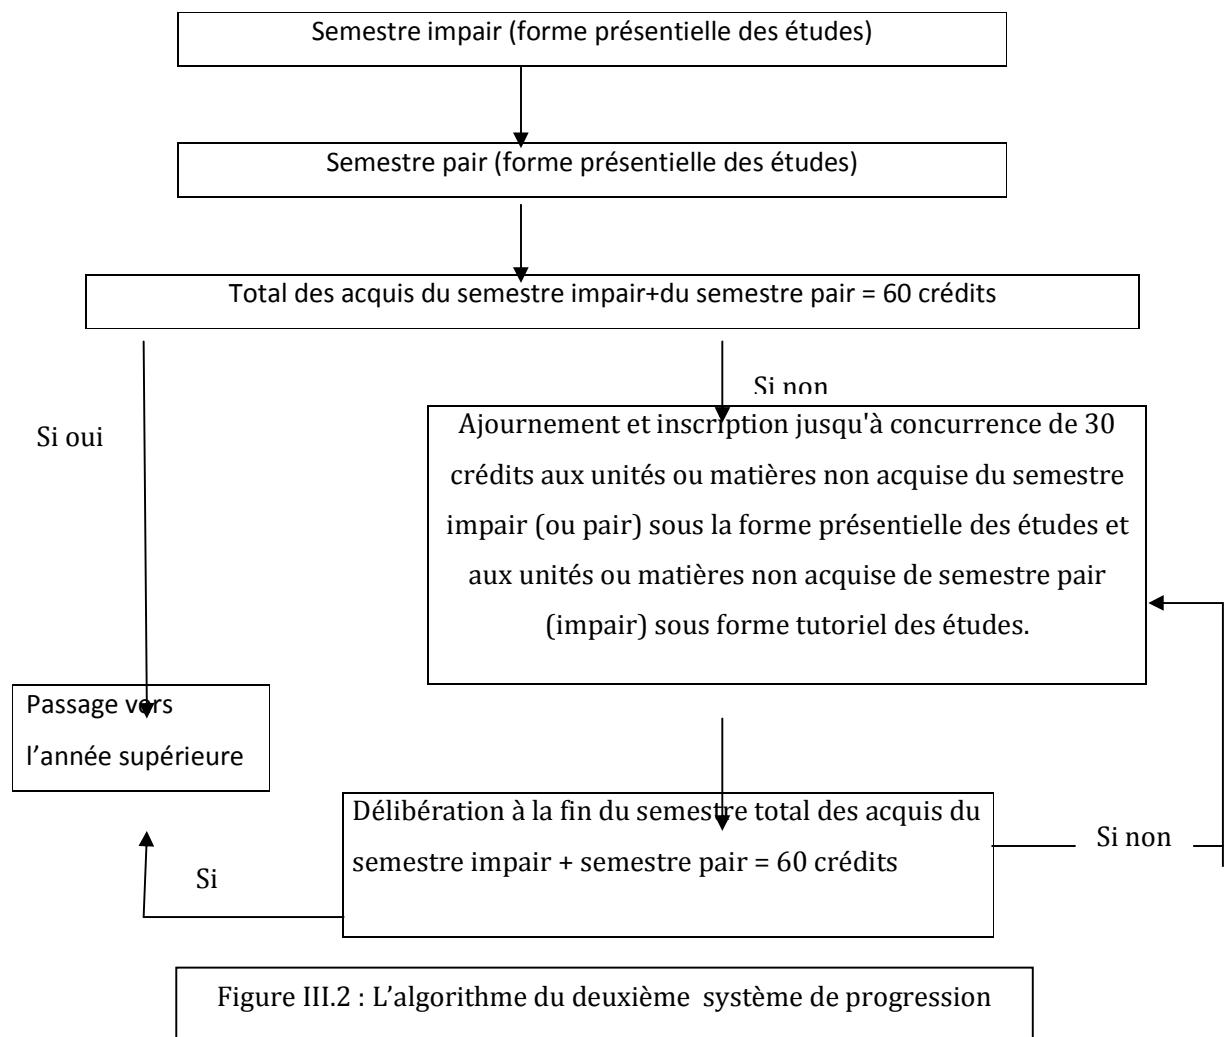 Semestre impair (forme présentielle des études)
Semestre pair (forme présentielle des études)
Total des acquis du semestre impair+du semestre pair = 60 crédits
Si non
Si oui
Ajournement et inscription jusqu'à concurrence de 30
crédits aux unités ou matières non acquise du semestre
impair (ou pair) sous la forme présentielle des études et
aux unités ou matières non acquise de semestre pair
(impair) sous forme tutoriel des études.
Passage vers
l’année supérieure
Délibération à la fin du semestre total des acquis du
semestre impair + semestre pair = 60 crédits
Si non
Si
Figure III.2 : L’algorithme du deuxième système de progression